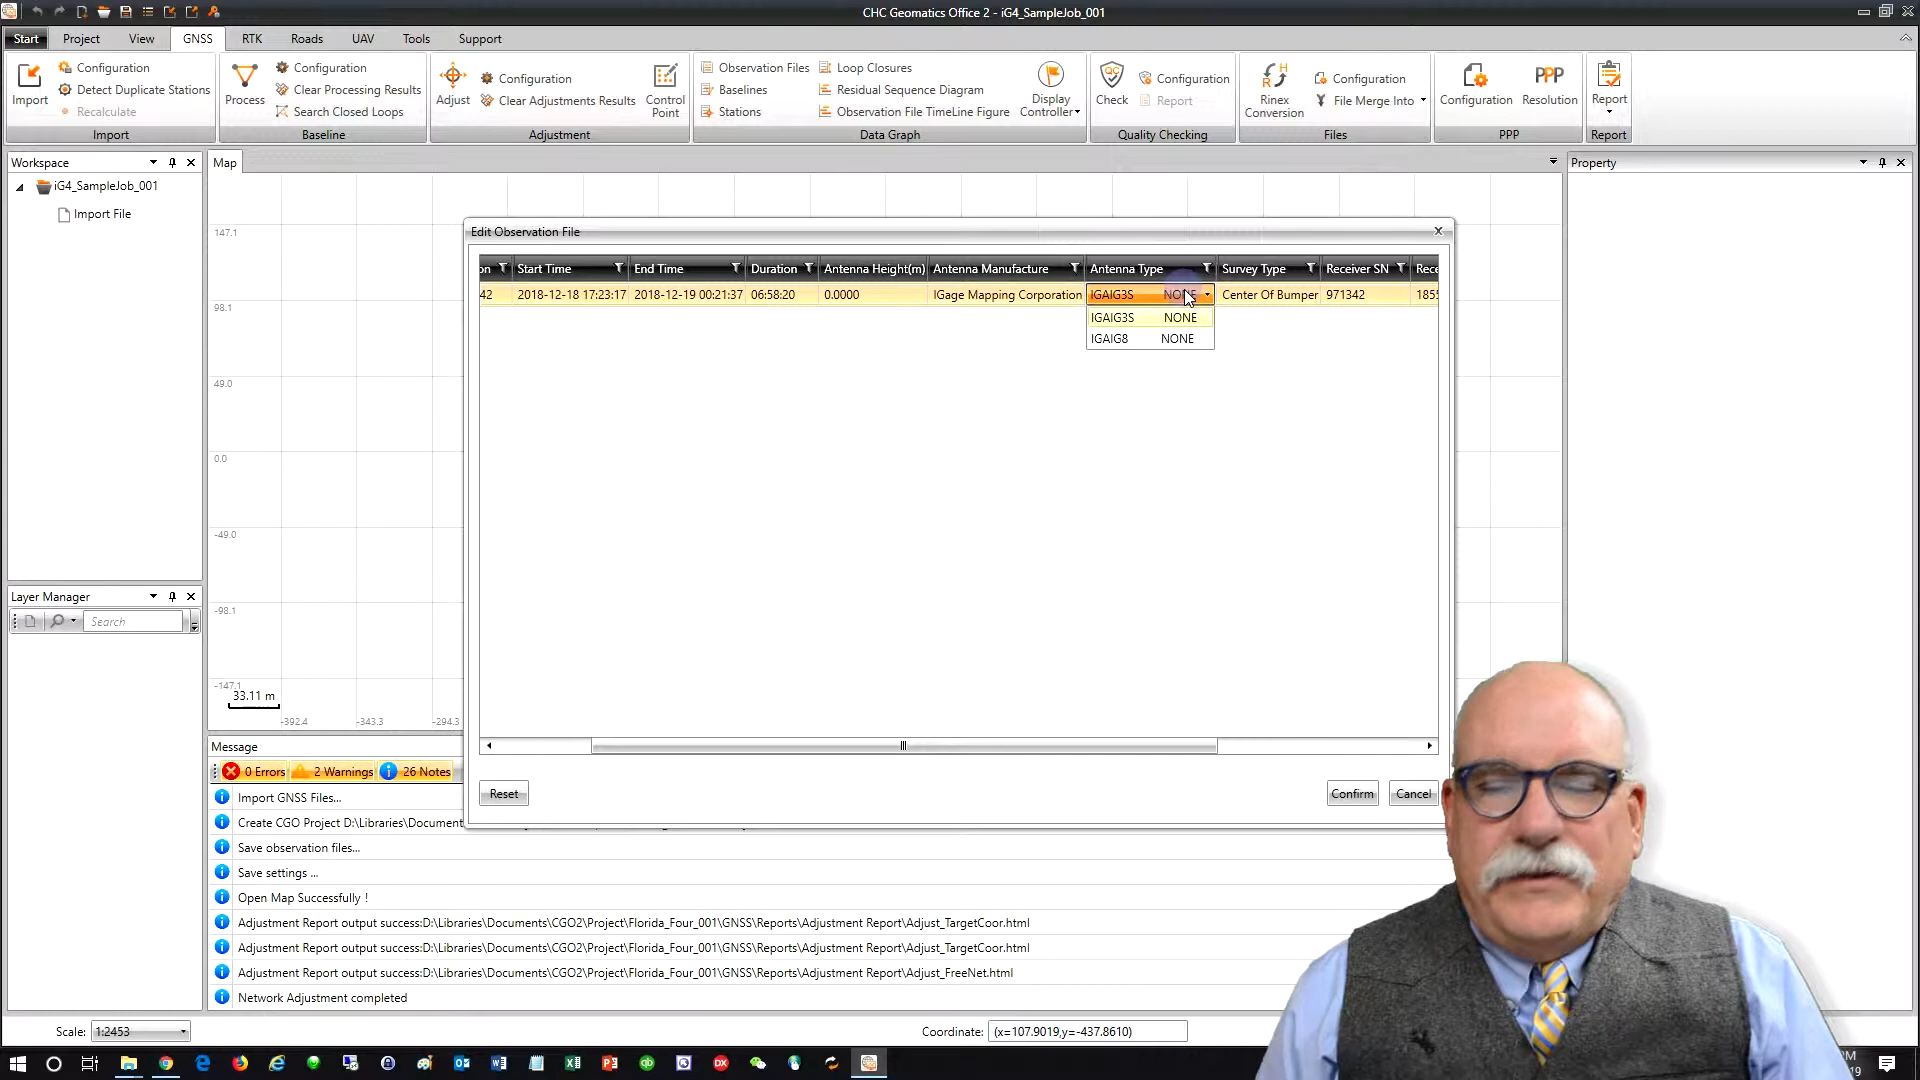 CHC Geomatics Office 2 - iG4_SampleJob_001
Start Project View GNSS RTK Roads UAV Tools Support
Import
Configuration
Detect Duplicate Stations
Recalculate
Import
Process
Configuration
Clear Processing Results
Search Closed Loops
Baseline
Adjust
Configuration
Clear Adjustments Results
Control Point
Adjustment
Observation Files
Baselines
Stations
Loop Closures
Residual Sequence Diagram
Observation File TimeLine Figure
Display Controller
Data Graph
Check
Configuration
Report
Quality Checking
Rinex Conversion
Configuration
File Merge Into
Files
Configuration
PPP
Resolution
PPP
Report
Report
Workspace
iG4_SampleJob_001
Import File
Map
147.1
98.1
49.0
0.0
-49.0
-98.1
-147.1
33.11 m
-392.4 -343.3 -294.3
Property
Edit Observation File
on Start Time End Time Duration Antenna Height(m) Antenna Manufacture Antenna Type Survey Type Receiver SN Rece
42 2018-12-18 17:23:17 2018-12-19 00:21:37 06:58:20 0.0000 IGage Mapping Corporation IGAIG3S NONE Center Of Bumper 971342 185
IGAIG3S NONE
IGAIG8 NONE
Reset Confirm Cancel
Layer Manager
Search
Message
0 Errors 2 Warnings 26 Notes
Import GNSS Files...
Create CGO Project D:\Libraries\Document
Save observation files...
Save settings ...
Open Map Successfully !
Adjustment Report output success:D:\Libraries\Documents\CGO2\Project\Florida_Four_001\GNSS\Reports\Adjustment Report\Adjust_TargetCoor.html
Adjustment Report output success:D:\Libraries\Documents\CGO2\Project\Florida_Four_001\GNSS\Reports\Adjustment Report\Adjust_TargetCoor.html
Adjustment Report output success:D:\Libraries\Documents\CGO2\Project\Florida_Four_001\GNSS\Reports\Adjustment Report\Adjust_FreeNet.html
Network Adjustment completed
Scale: 1:2453
Coordinate: (x=107.9019,y=-437.8610)